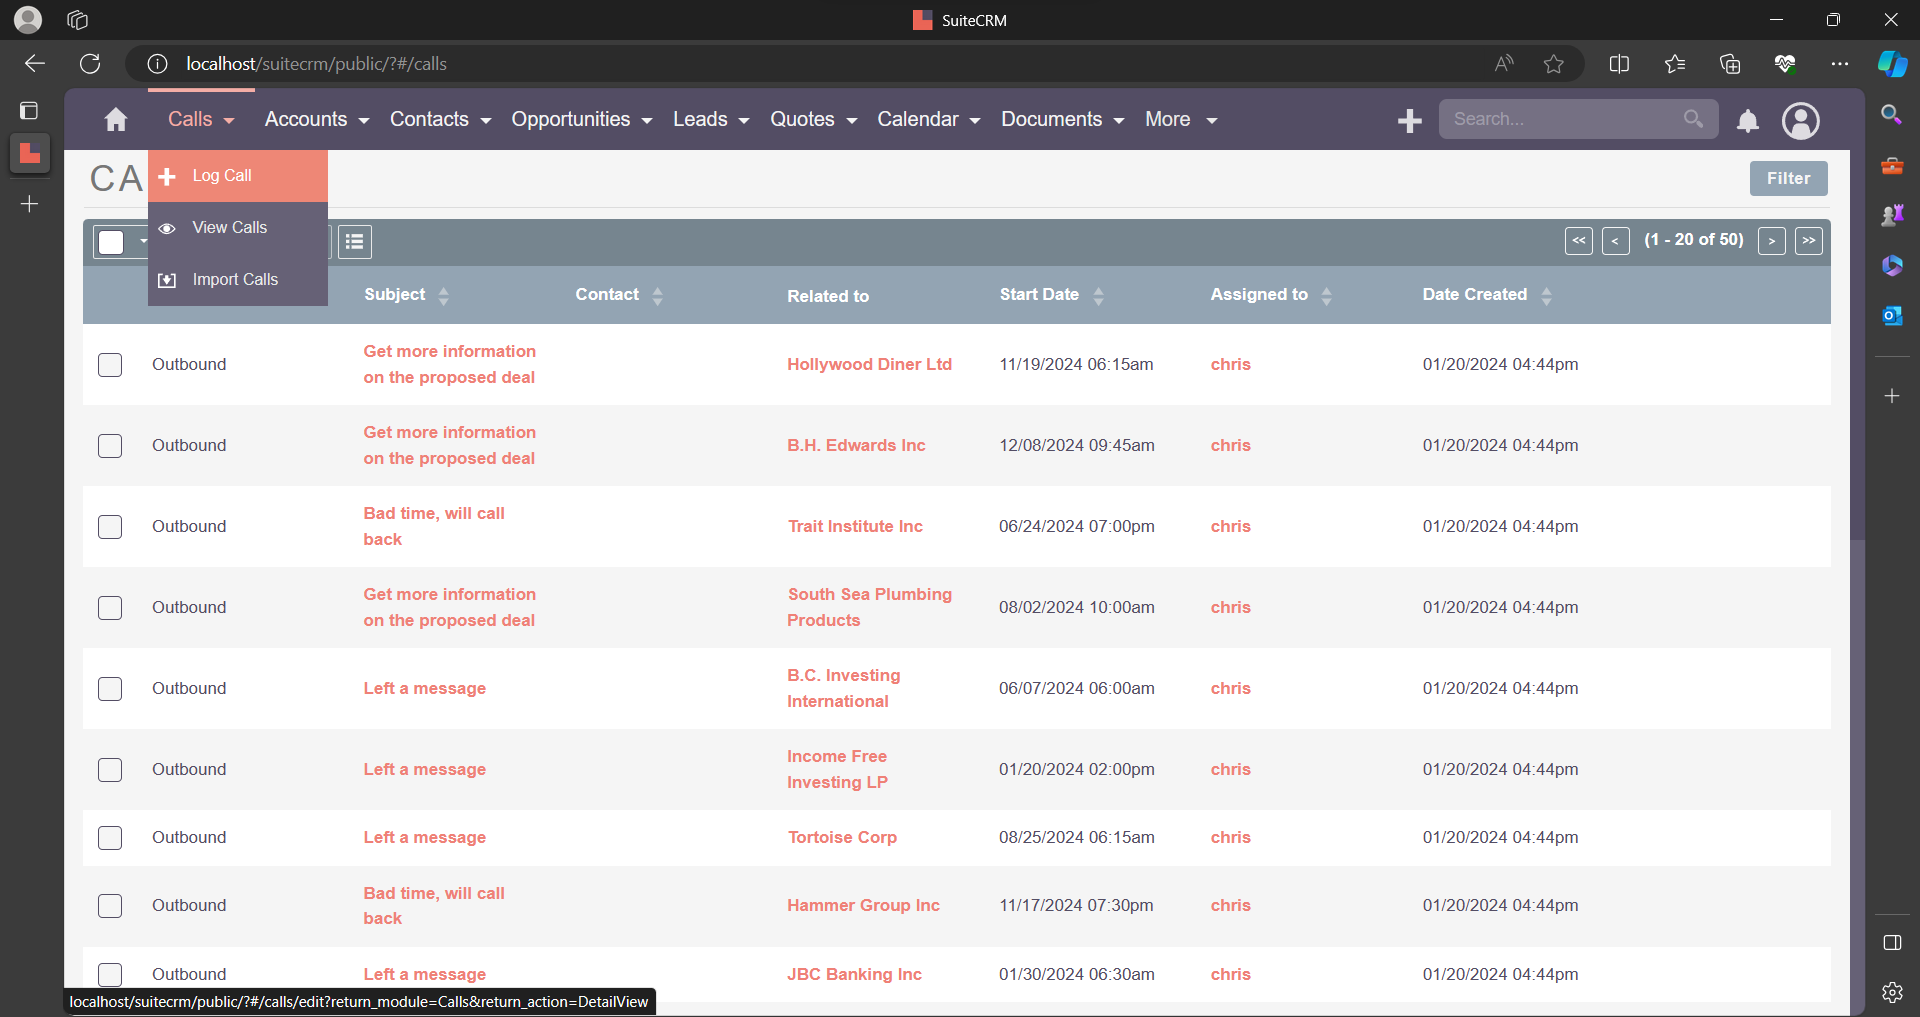 SuiteCRM
localhost/suitecrm/public/?#/calls
Calls Accounts Contacts Opportunities Leads Quotes Calendar Documents More Search...
CA
Log Call
View Calls
Import Calls
Filter
<< < (1 - 20 of 50) > >>
Subject Contact Related to Start Date Assigned to Date Created
Outbound Get more information on the proposed deal Hollywood Diner Ltd 11/19/2024 06:15am chris 01/20/2024 04:44pm
Outbound Get more information on the proposed deal B.H. Edwards Inc 12/08/2024 09:45am chris 01/20/2024 04:44pm
Outbound Bad time, will call back Trait Institute Inc 06/24/2024 07:00pm chris 01/20/2024 04:44pm
Outbound Get more information on the proposed deal South Sea Plumbing Products 08/02/2024 10:00am chris 01/20/2024 04:44pm
Outbound Left a message B.C. Investing International 06/07/2024 06:00am chris 01/20/2024 04:44pm
Outbound Left a message Income Free Investing LP 01/20/2024 02:00pm chris 01/20/2024 04:44pm
Outbound Left a message Tortoise Corp 08/25/2024 06:15am chris 01/20/2024 04:44pm
Outbound Bad time, will call back Hammer Group Inc 11/17/2024 07:30pm chris 01/20/2024 04:44pm
Outbound Left a message JBC Banking Inc 01/30/2024 06:30am chris 01/20/2024 04:44pm
localhost/suitecrm/public/?#/calls/edit?return_module=Calls&return_action=DetailView